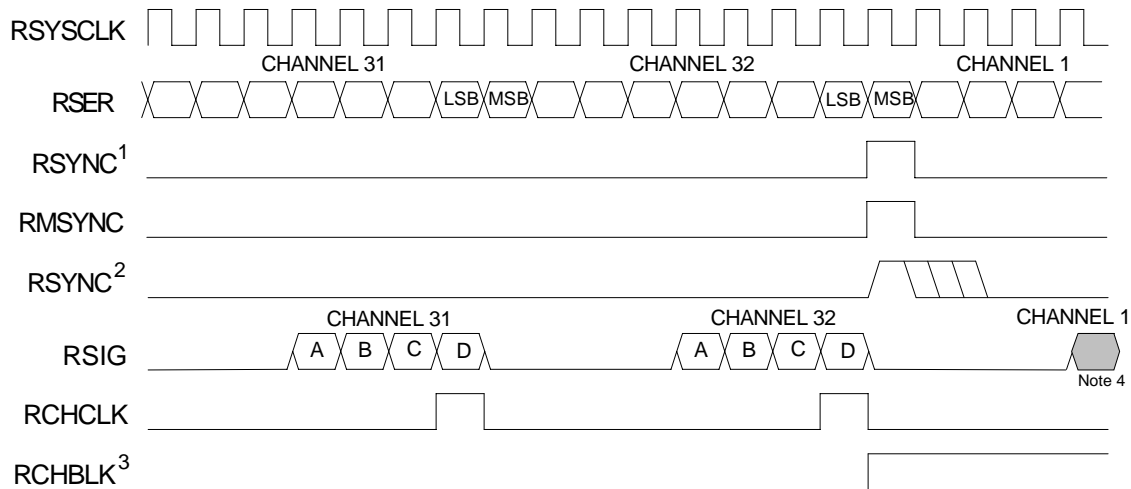 RSYSCLK
CHANNEL 31 CHANNEL 32 CHANNEL 1
RSER LSB MSB LSB MSB
RSYNC1
RMSYNC
RSYNC2
CHANNEL 31 CHANNEL 32 CHANNEL 1
RSIG A B C D A B C D
Note 4
RCHCLK
RCHBLK3